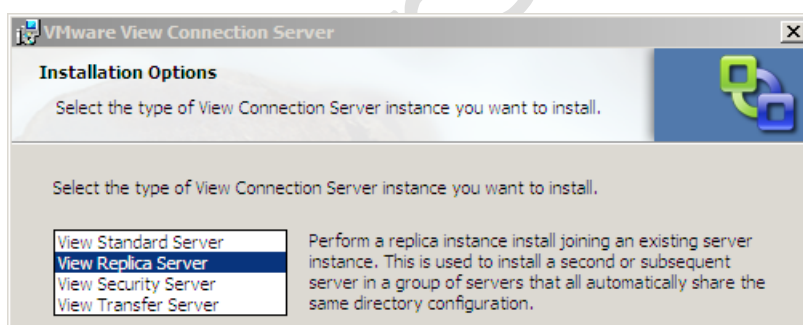 VMware View Connection Server
Installation Options
Select the type of View Connection Server instance you want to install.
Select the type of View Connection Server instance you want to install.
View Standard Server
View Replica Server
View Security Server
View Transfer Server
Perform a replica instance install joining an existing server
instance. This is used to install a second or subsequent
server in a group of servers that all automatically share the
same directory configuration.